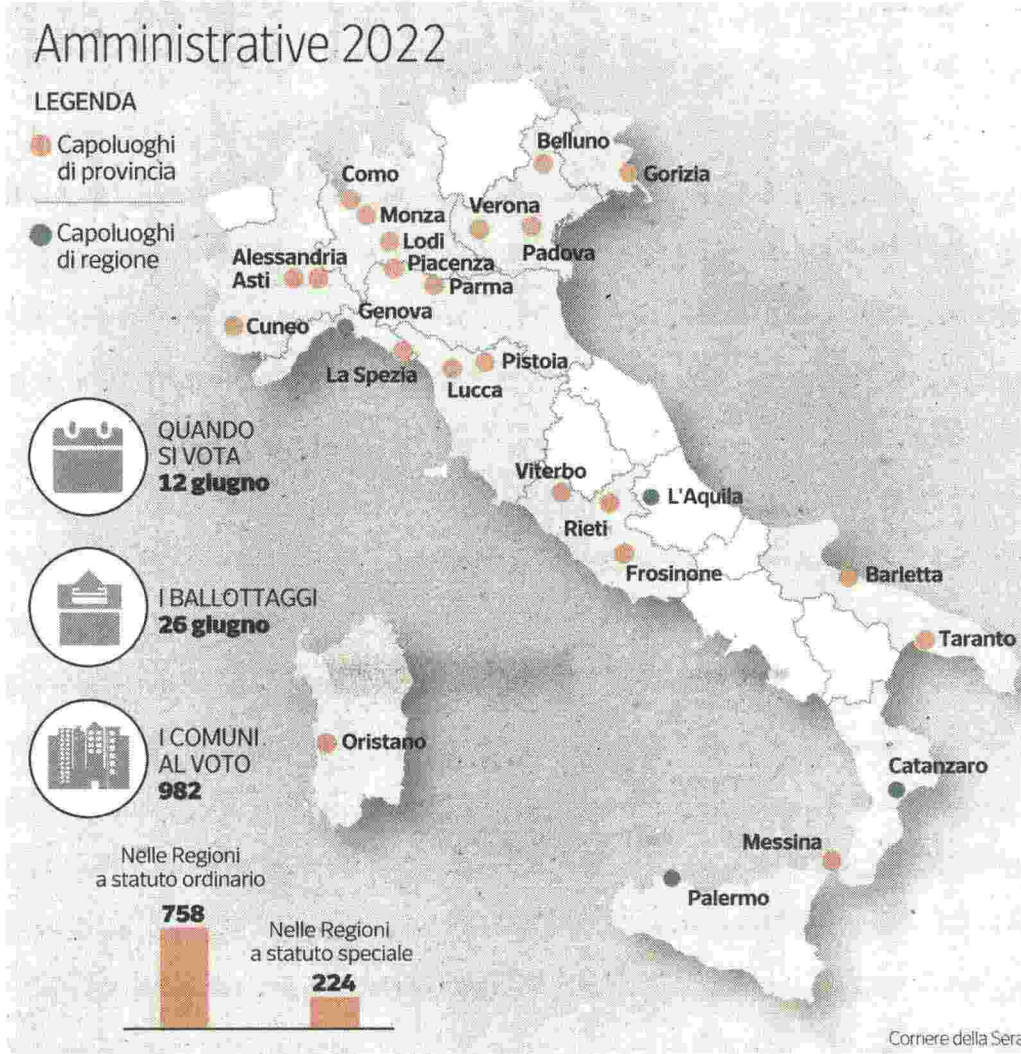 Amministrative 2022
LEGENDA
Capoluoghi
di provincia
Capoluoghi
di regione
Belluno
Gorizia
Como
Monza
Verona
Lodi
Padova
Alessandria
Piacenza
Asti
Parma
Genova
Cuneo
Pistoia
La Spezia
Lucca
QUANDO
SI VOTA
12 giugno
Viterbo
L'Aquila
Rieti
Frosinone
Barletta
I BALLOTTAGGI
26 giugno
Taranto
Oristano
I COMUNI
AL VOTO
982
Catanzaro
Messina
Palermo
Nelle Regioni
a statuto ordinario
758
Nelle Regioni
a statuto speciale
224
Corriere della Sera